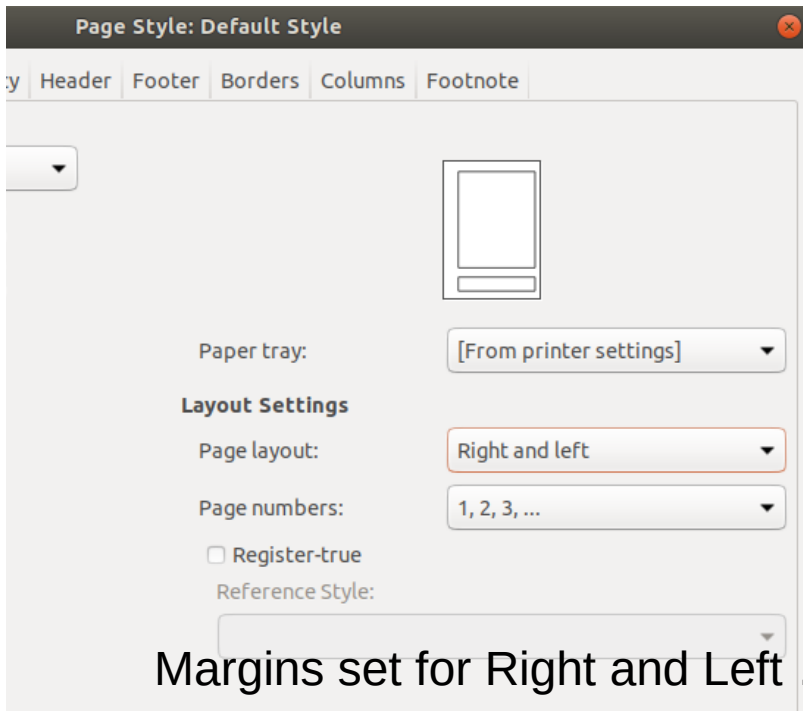 Page Style: Default Style
Header Footer Borders Columns Footnote
Paper tray: [From printer settings]
Layout Settings
Page layout: Right and left
Page numbers: 1, 2, 3, ...
Register-true
Reference Style:
Margins set for Right and Left